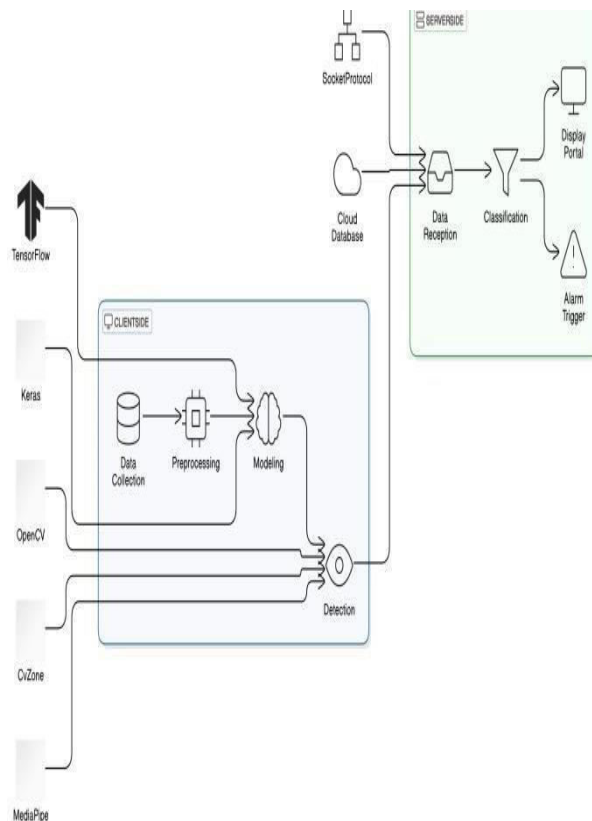 SERVERSIDE
SocketProtocol
Display
Portal
Cloud
Database
Data
Reception
Classification
TensorFlow
Alarm
Trigger
CLIENTSIDE
Keras
Data
Collection
Preprocessing
Modeling
OpenCV
Detection
CvZone
MediaPipe